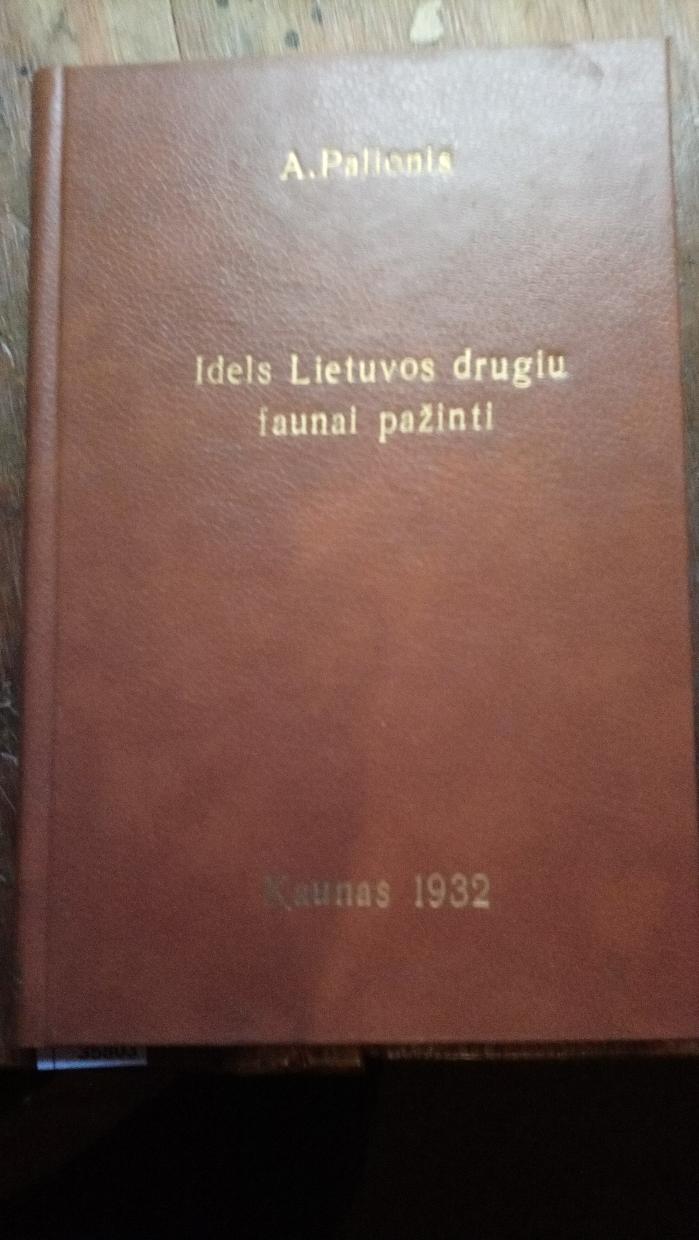 A.Palionis
Idels Lietuvos drugiu
faunai pažinti
Kaunas 1932